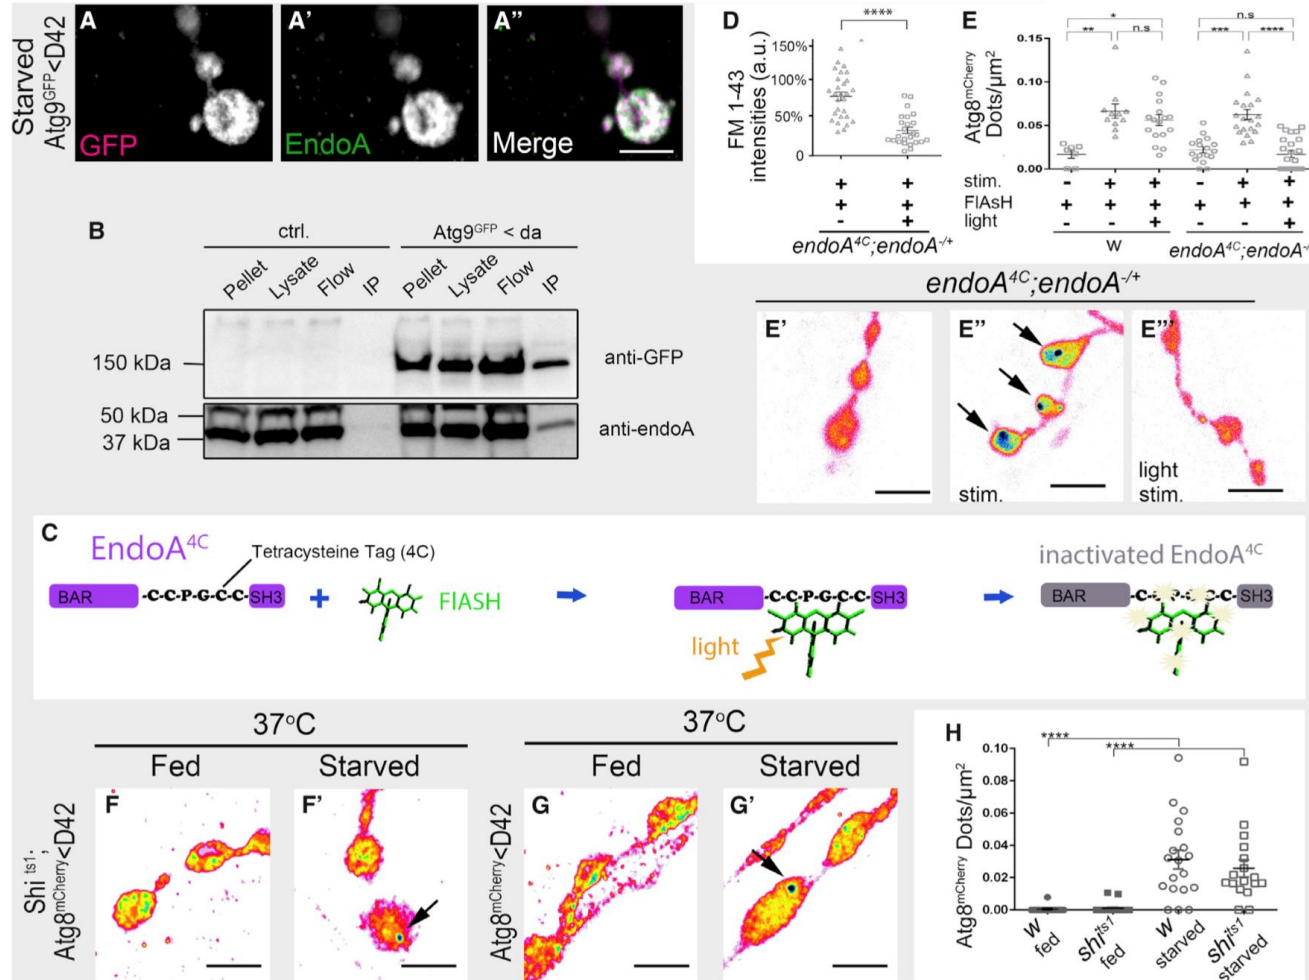 Starved
Atg9GFP<D42
A
GFP
A'
EndoA
A"
Merge
B
ctrl.
Atg9GFP < da
Pellet
Lysate
Flow
IP
Pellet
Lysate
Flow
IP
150 kDa
anti-GFP
50 kDa
37 kDa
anti-endoA
D
****
FM 1-43
intensities (a.u.)
150%
100%
50%
0
+ +
+ +
- +
endoA4C;endoA-/+
E
* n.s
** n.s *** ****
Atg8mCherry
Dots/μm2
0.15
0.10
0.05
0.00
stim. - + + - + +
FlAsH + + + + + +
light - - + - - +
w
endoA4C;endoA-/
endoA4C;endoA-/+
E'
E"
stim.
E'"
light
stim.
C
EndoA4C
Tetracysteine Tag (4C)
BAR
-C-C-P-G-C-C-
SH3
+
FlASH
BAR
-C-C-P-G-C-C-
SH3
light
inactivated EndoA4C
BAR
SH3
37oC
Fed
Starved
Shi ts1;
Atg8mCherry<D42
F
F'
37oC
Fed
Starved
Atg8mCherry<D42
G
G'
H
****
****
Atg8mCherry Dots/μm2
0.10
0.08
0.06
0.04
0.02
0.00
w
fed
shits1
fed
w
starved
shits1
starved